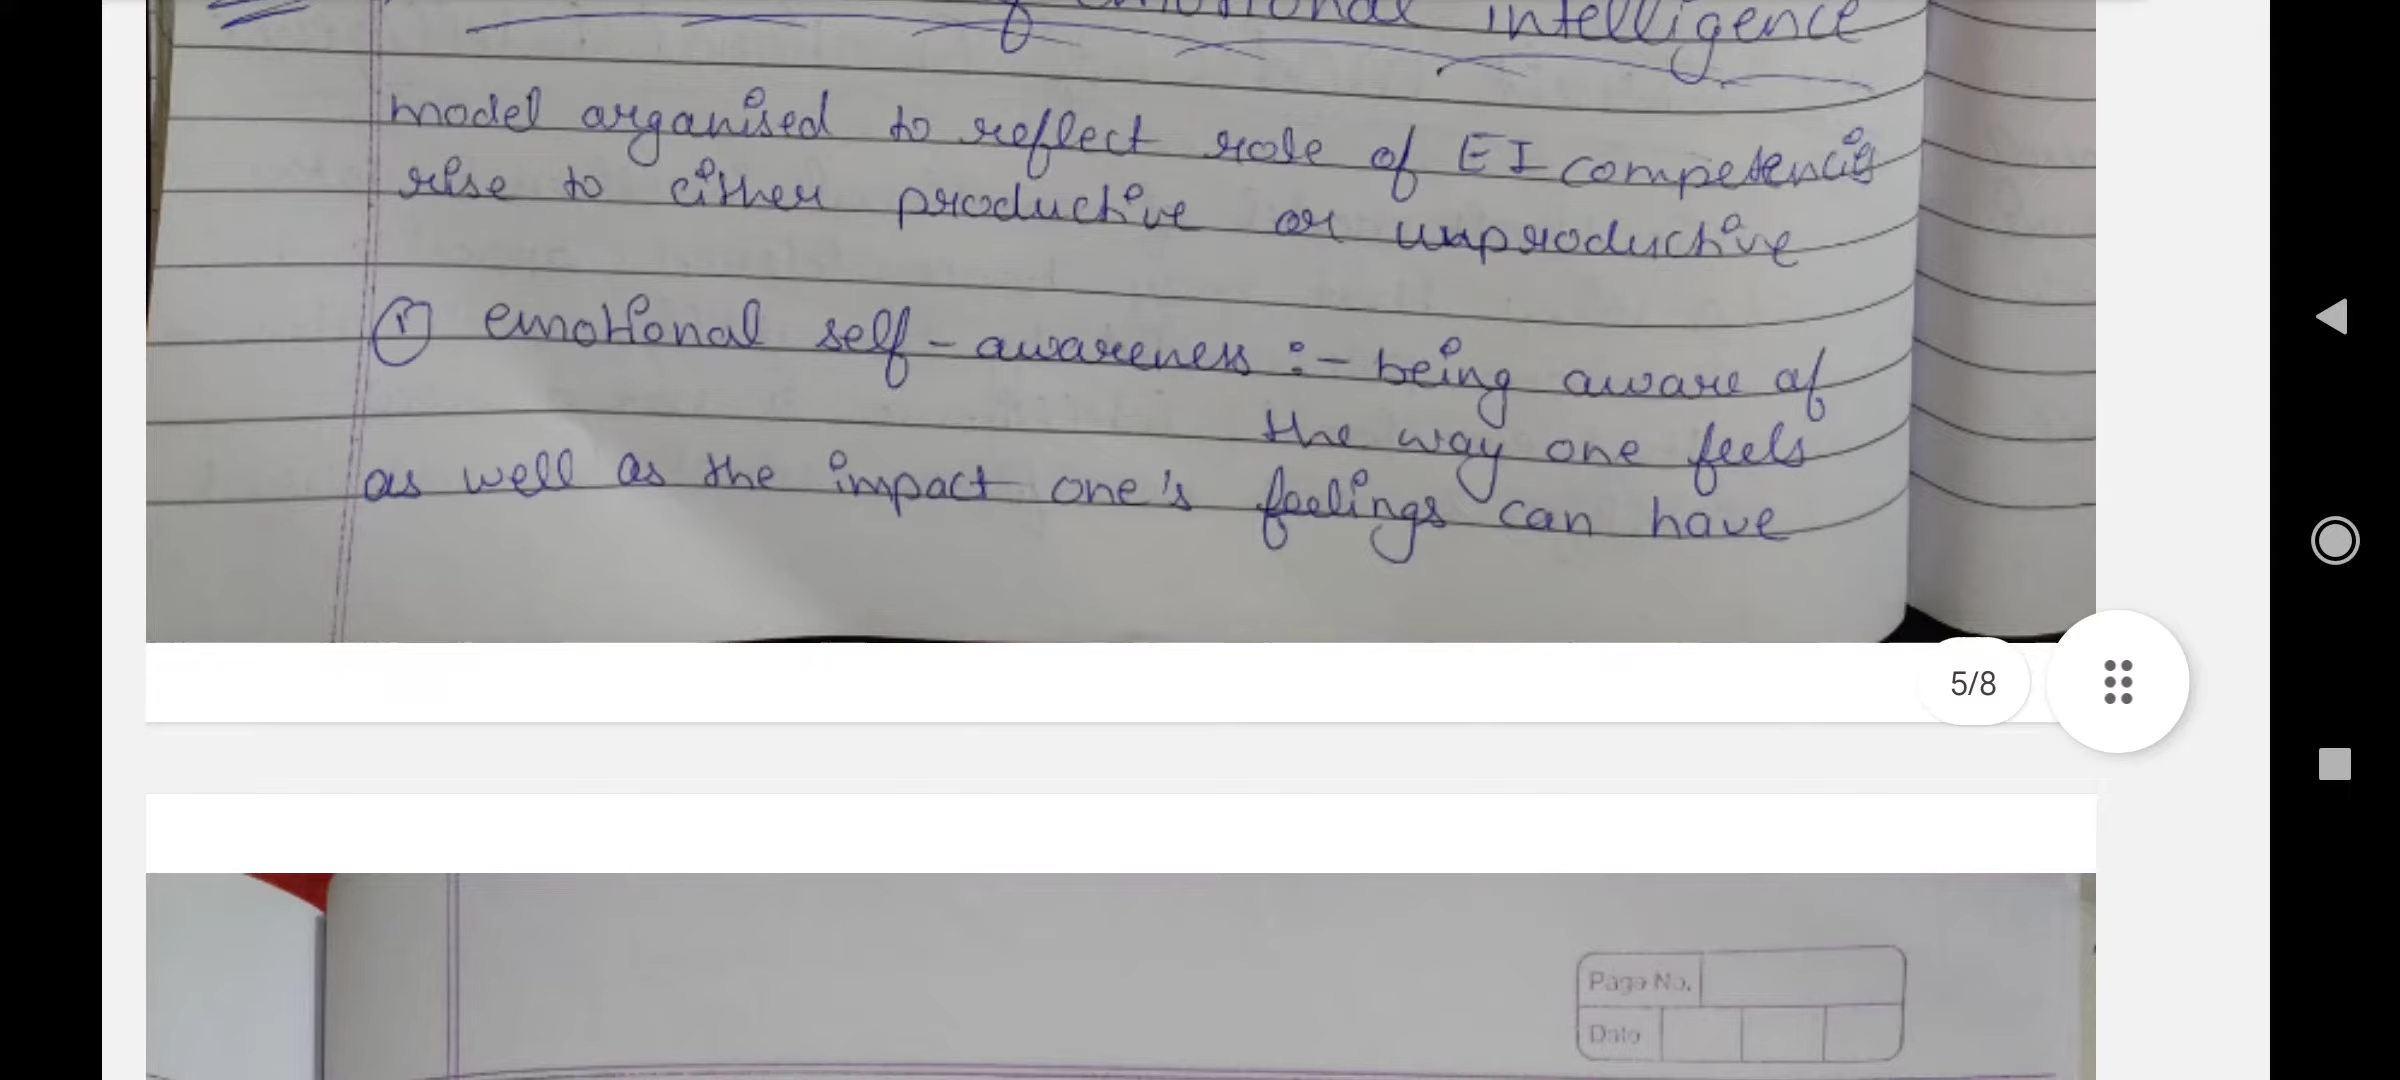 emotional intelligence
model organised to reflect role of EI competencies
rise to either productive or unproductive
① emotional self-awareness :- being aware of
the way one feels
as well as the impact one's feelings can have
5/8
Page No.
Date